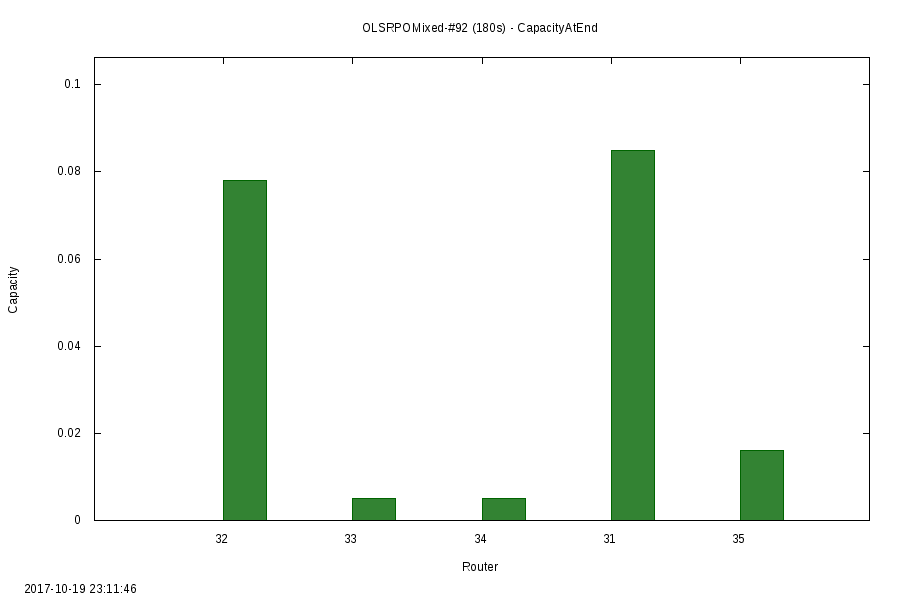 OLSRPOMixed-#92 (180s) - CapacityAtEnd
0.1
0.08
0.06
0.04
0.02
0
Capacity
32 33 34 31 35
Router
2017-10-19 23:11:46